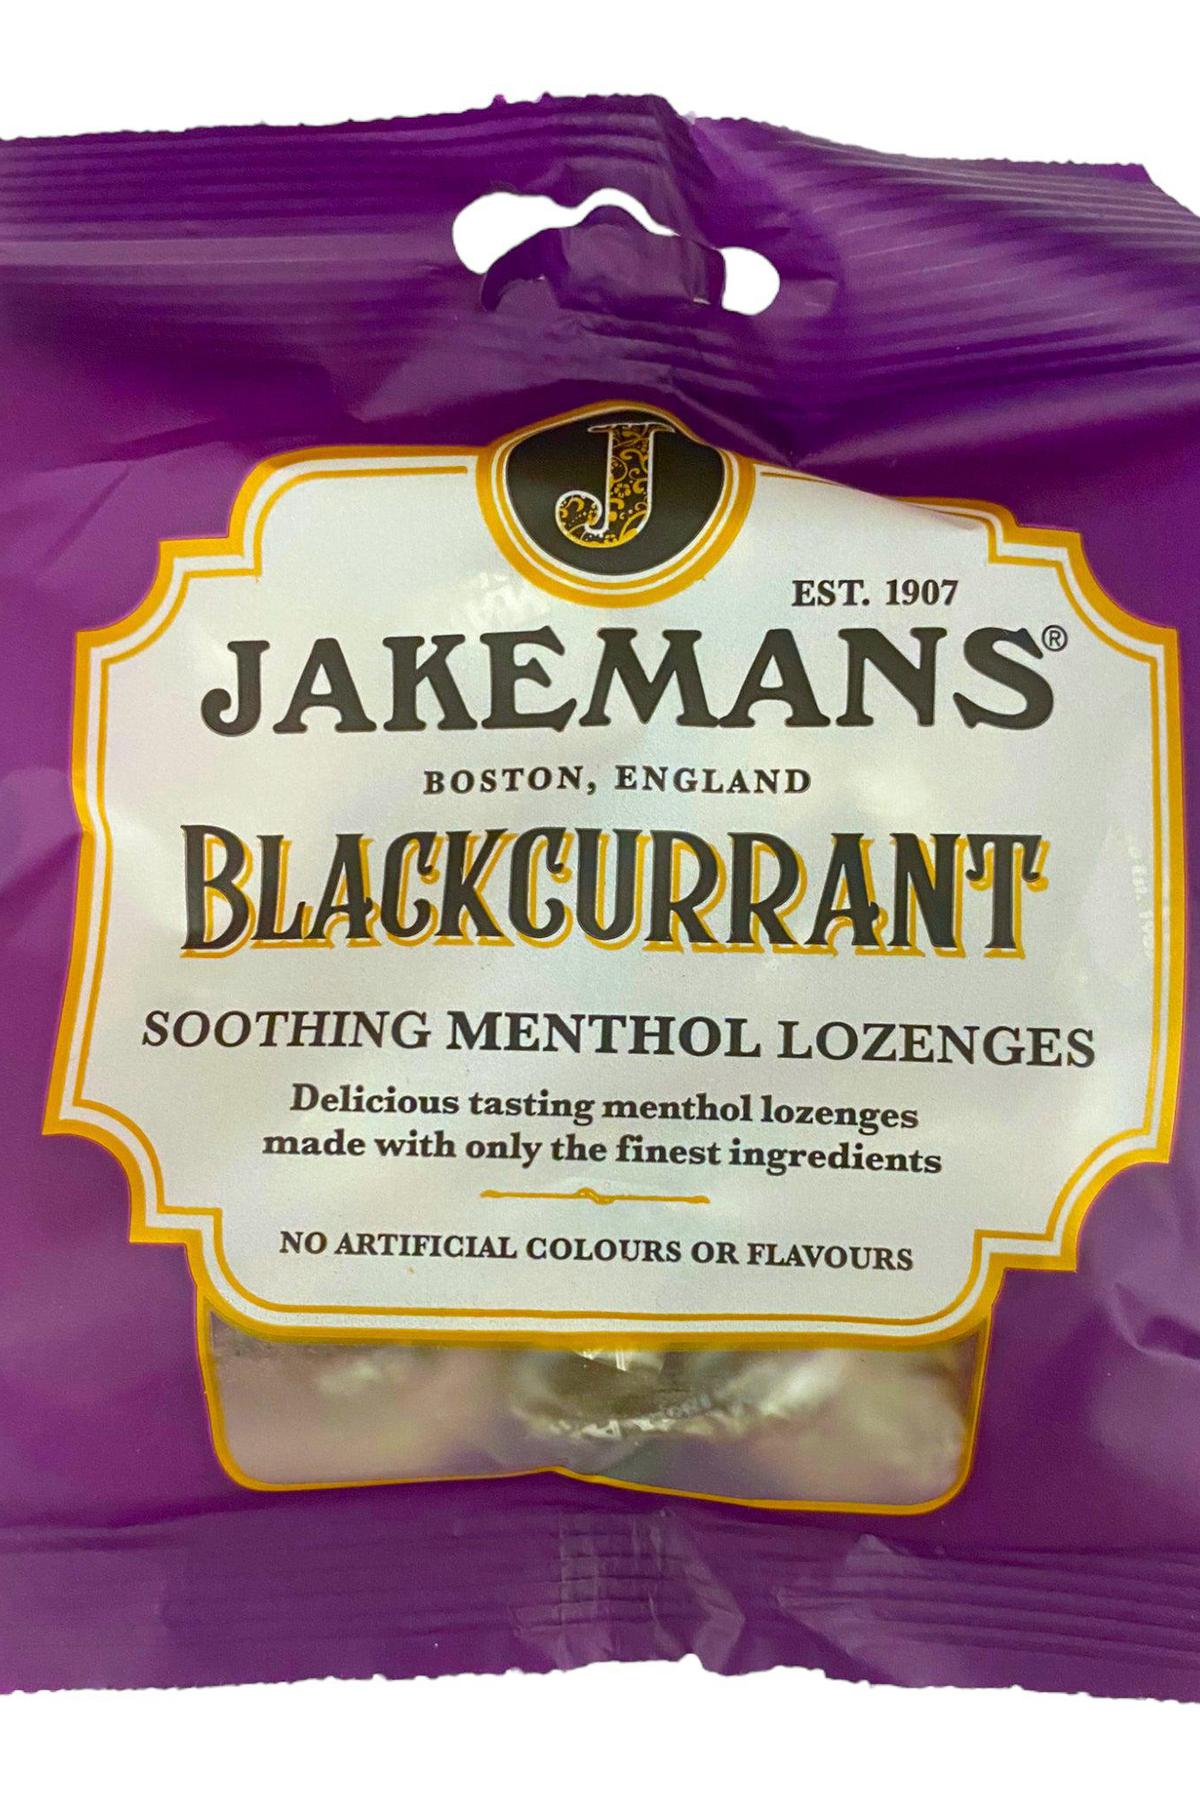 J
EST. 1907
JAKEMANS®
BOSTON, ENGLAND
BLACKCURRANT
SOOTHING MENTHOL LOZENGES
Delicious tasting menthol lozenges
made with only the finest ingredients
NO ARTIFICIAL COLOURS OR FLAVOURS